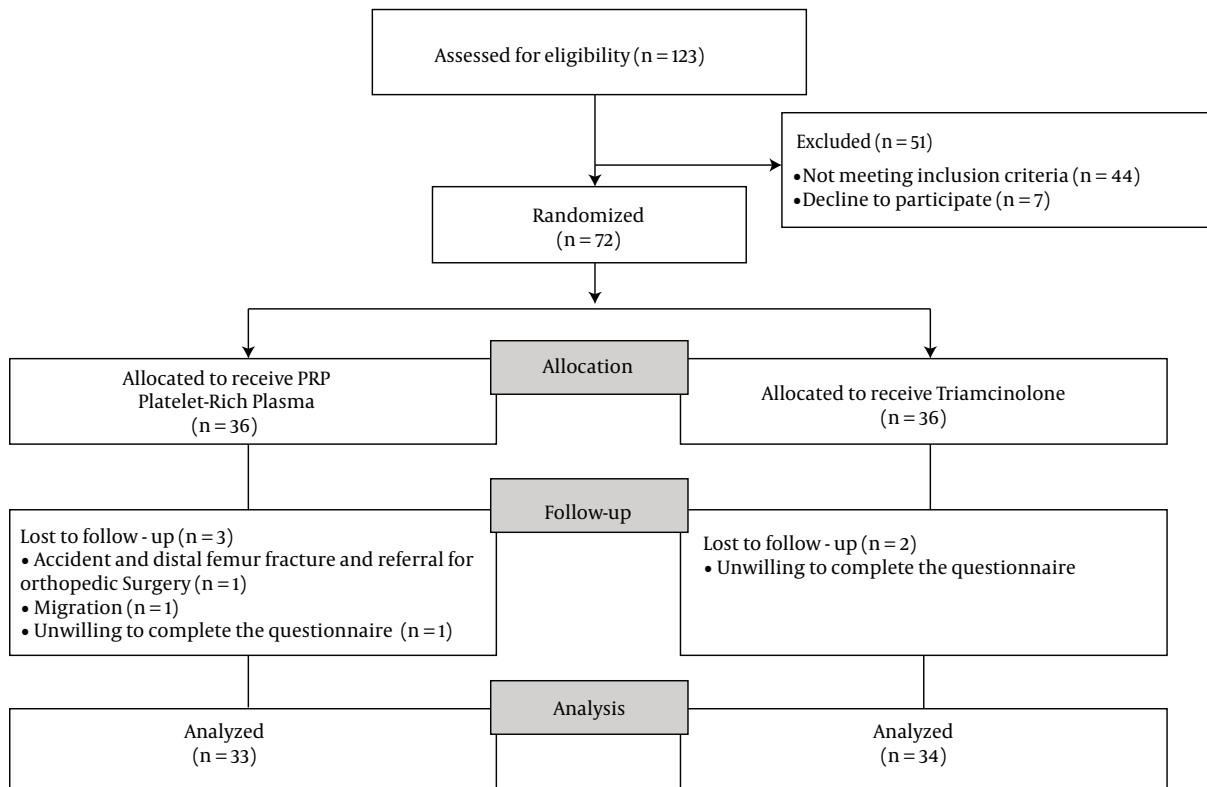 Assessed for eligibility (n = 123)
Excluded (n = 51)
•Not meeting inclusion criteria (n = 44)
•Decline to participate (n = 7)
Randomized
(n = 72)
Allocation
Allocated to receive PRP
Platelet-Rich Plasma
(n = 36)
Allocated to receive Triamcinolone
(n = 36)
Follow-up
Lost to follow - up (n = 3)
• Accident and distal femur fracture and referral for
orthopedic Surgery (n = 1)
• Migration (n = 1)
• Unwilling to complete the questionnaire (n = 1)
Lost to follow - up (n = 2)
• Unwilling to complete the questionnaire
Analysis
Analyzed
(n = 33)
Analyzed
(n = 34)